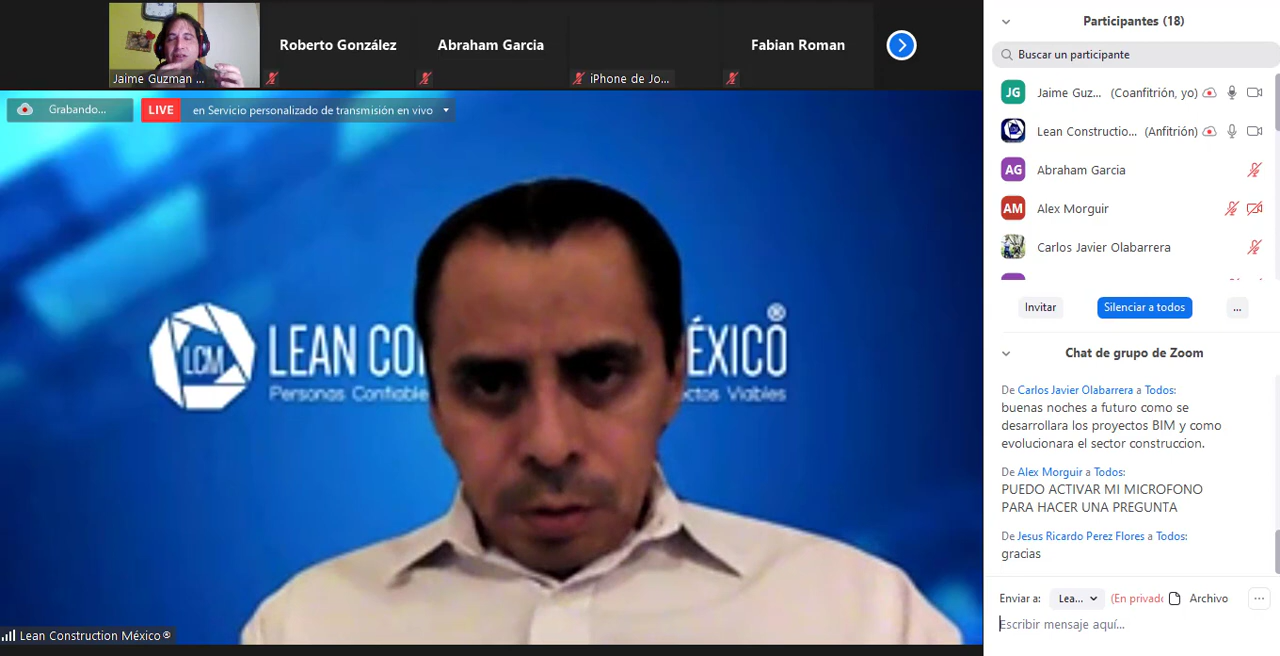 Jaime Guzman ...
Roberto González
Abraham Garcia
iPhone de Jo...
Fabian Roman
Grabando...
LIVE
en Servicio personalizado de transmisión en vivo
LCM
LEAN CO
ÉXICO®
Personas Confiable
ctos Viables
Lean Construction México®
Participantes (18)
Buscar un participante
JG Jaime Guz... (Coanfitrión, yo)
Lean Constructio... (Anfitrión)
AG Abraham Garcia
AM Alex Morguir
Carlos Javier Olabarrera
Invitar
Silenciar a todos
...
Chat de grupo de Zoom
De Carlos Javier Olabarrera a Todos:
buenas noches a futuro como se
desarrollara los proyectos BIM y como
evolucionara el sector construccion.
De Alex Morguir a Todos:
PUEDO ACTIVAR MI MICROFONO
PARA HACER UNA PREGUNTA
De Jesus Ricardo Perez Flores a Todos:
gracias
Enviar a: Lea... (En privado Archivo ...
Escribir mensaje aquí...